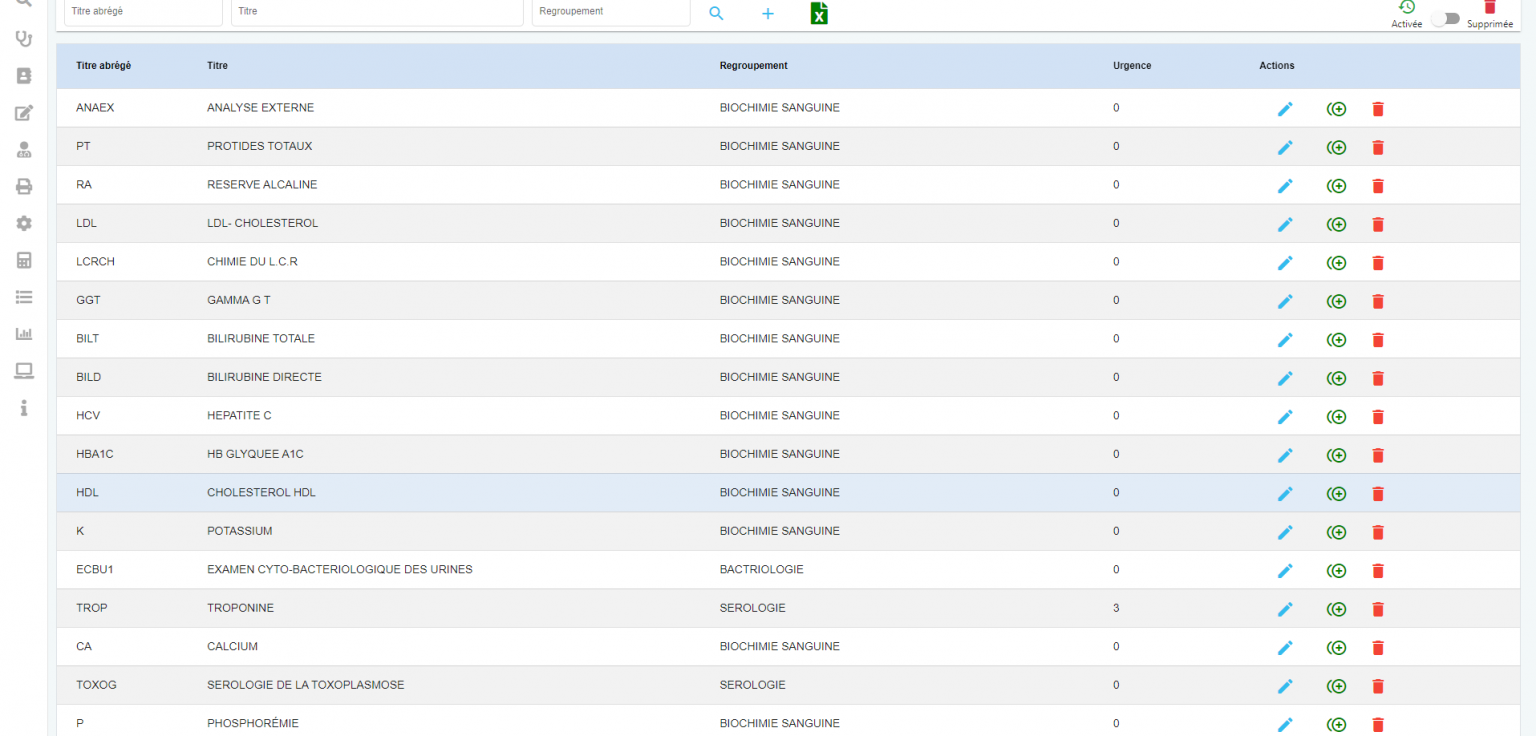 Titre abrégé Titre Regroupement Activée Supprimée
Titre abrégé Titre Regroupement Urgence Actions
ANAEX ANALYSE EXTERNE BIOCHIMIE SANGUINE 0
PT PROTIDES TOTAUX BIOCHIMIE SANGUINE 0
RA RESERVE ALCALINE BIOCHIMIE SANGUINE 0
LDL LDL- CHOLESTEROL BIOCHIMIE SANGUINE 0
LCRCH CHIMIE DU L.C.R BIOCHIMIE SANGUINE 0
GGT GAMMA G T BIOCHIMIE SANGUINE 0
BILT BILIRUBINE TOTALE BIOCHIMIE SANGUINE 0
BILD BILIRUBINE DIRECTE BIOCHIMIE SANGUINE 0
HCV HEPATITE C BIOCHIMIE SANGUINE 0
HBA1C HB GLYQUEE A1C BIOCHIMIE SANGUINE 0
HDL CHOLESTEROL HDL BIOCHIMIE SANGUINE 0
K POTASSIUM BIOCHIMIE SANGUINE 0
ECBU1 EXAMEN CYTO-BACTERIOLOGIQUE DES URINES BACTRIOLOGIE 0
TROP TROPONINE SEROLOGIE 3
CA CALCIUM BIOCHIMIE SANGUINE 0
TOXOG SEROLOGIE DE LA TOXOPLASMOSE SEROLOGIE 0
P PHOSPHORÉMIE BIOCHIMIE SANGUINE 0